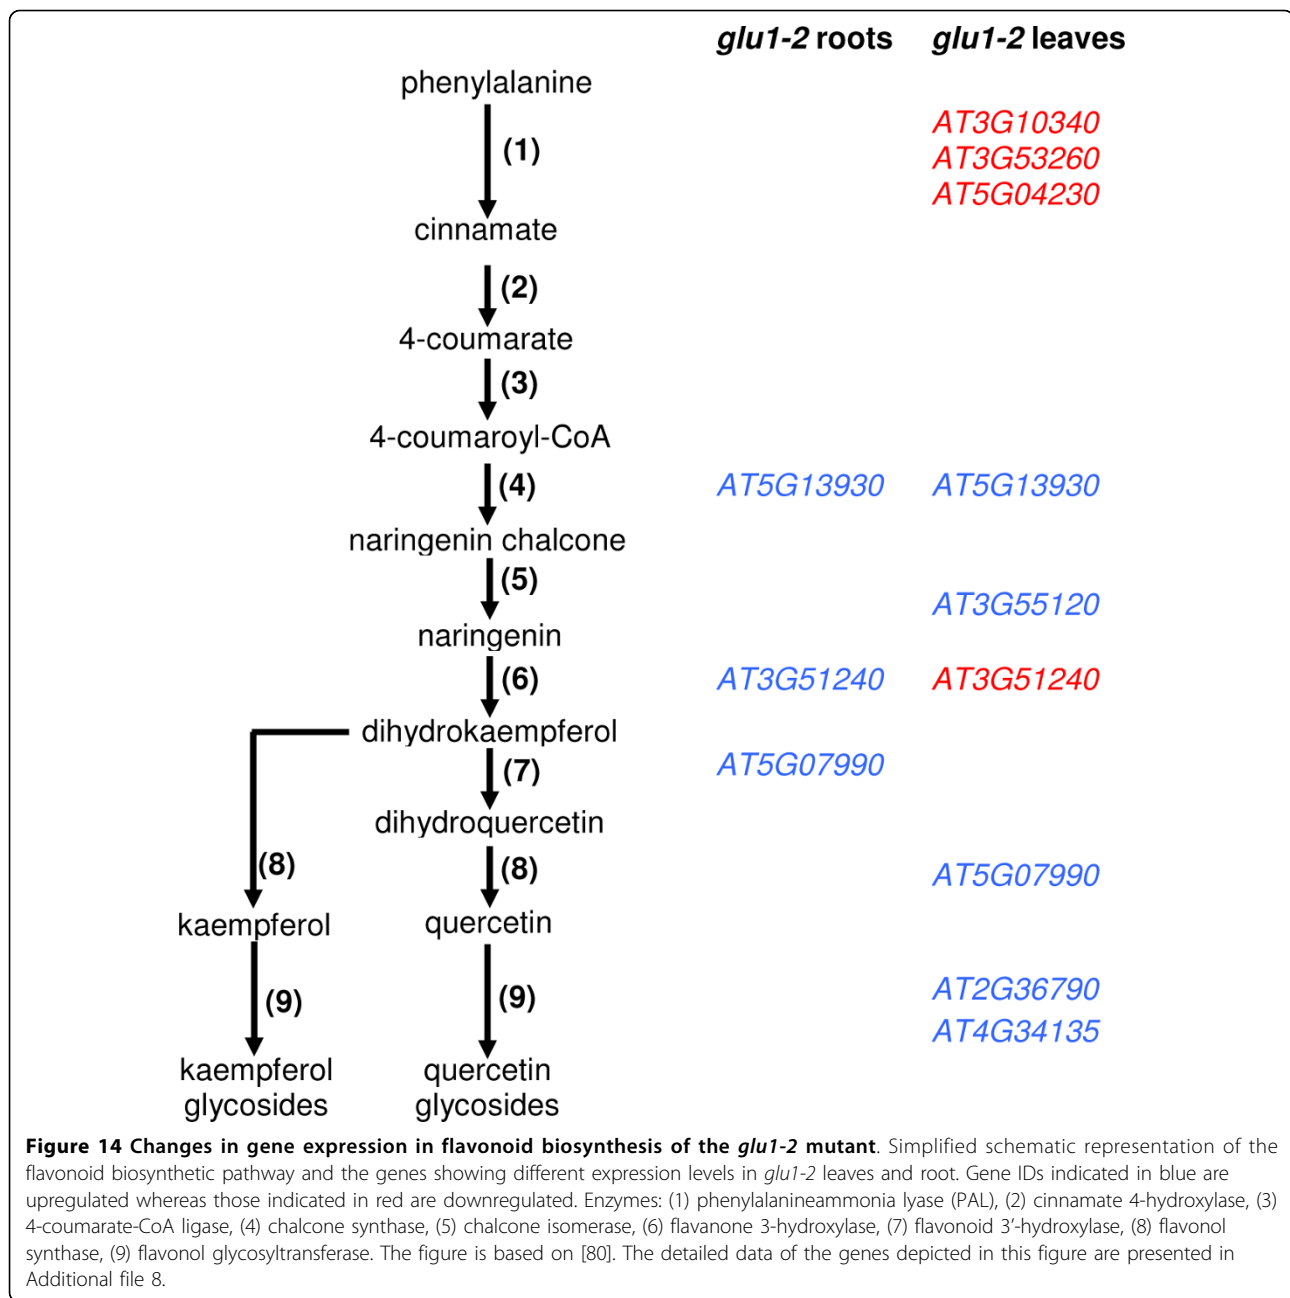 glu1-2 roots glu1-2 leaves
phenylalanine
AT3G10340
(1)
AT3G53260
AT5G04230
cinnamate
(2)
4-coumarate
(3)
4-coumaroyl-CoA
(4) AT5G13930 AT5G13930
naringenin chalcone
(5)
AT3G55120
naringenin
(6) AT3G51240 AT3G51240
dihydrokaempferol
(7) AT5G07990
dihydroquercetin
(8) (8)
AT5G07990
kaempferol quercetin
AT2G36790
(9) (9)
AT4G34135
kaempferol quercetin
glycosides glycosides
Figure 14 Changes in gene expression in flavonoid biosynthesis of the glu1-2 mutant. Simplified schematic representation of the
flavonoid biosynthetic pathway and the genes showing different expression levels in glu1-2 leaves and root. Gene IDs indicated in blue are
upregulated whereas those indicated in red are downregulated. Enzymes: (1) phenylalanineammonia lyase (PAL), (2) cinnamate 4-hydroxylase, (3)
4-coumarate-CoA ligase, (4) chalcone synthase, (5) chalcone isomerase, (6) flavanone 3-hydroxylase, (7) flavonoid 3'-hydroxylase, (8) flavonol
synthase, (9) flavonol glycosyltransferase. The figure is based on [80]. The detailed data of the genes depicted in this figure are presented in
Additional file 8.